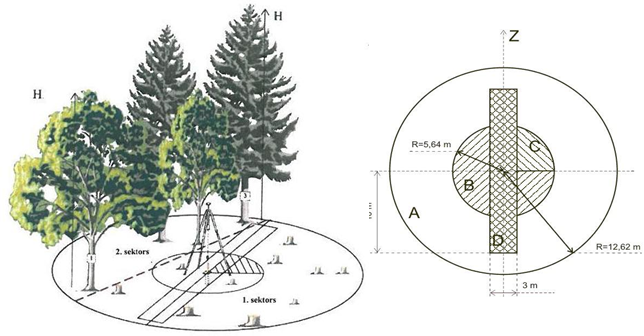 H
H
1
3
2. sektors
1. sektors
Z
R=5,64 m
C
B
A
D
R=12,62 m
3 m